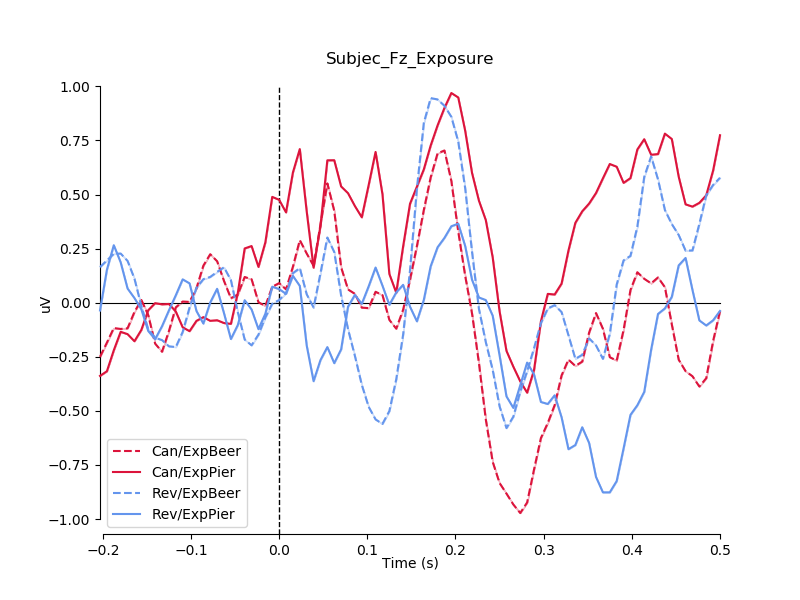 Subjec_Fz_Exposure
1.00
0.75
0.50
0.25
0.00
−0.25
−0.50
−0.75
−1.00
uV
Can/ExpBeer
Can/ExpPier
Rev/ExpBeer
Rev/ExpPier
−0.2 −0.1 0.0 0.1 0.2 0.3 0.4 0.5
Time (s)